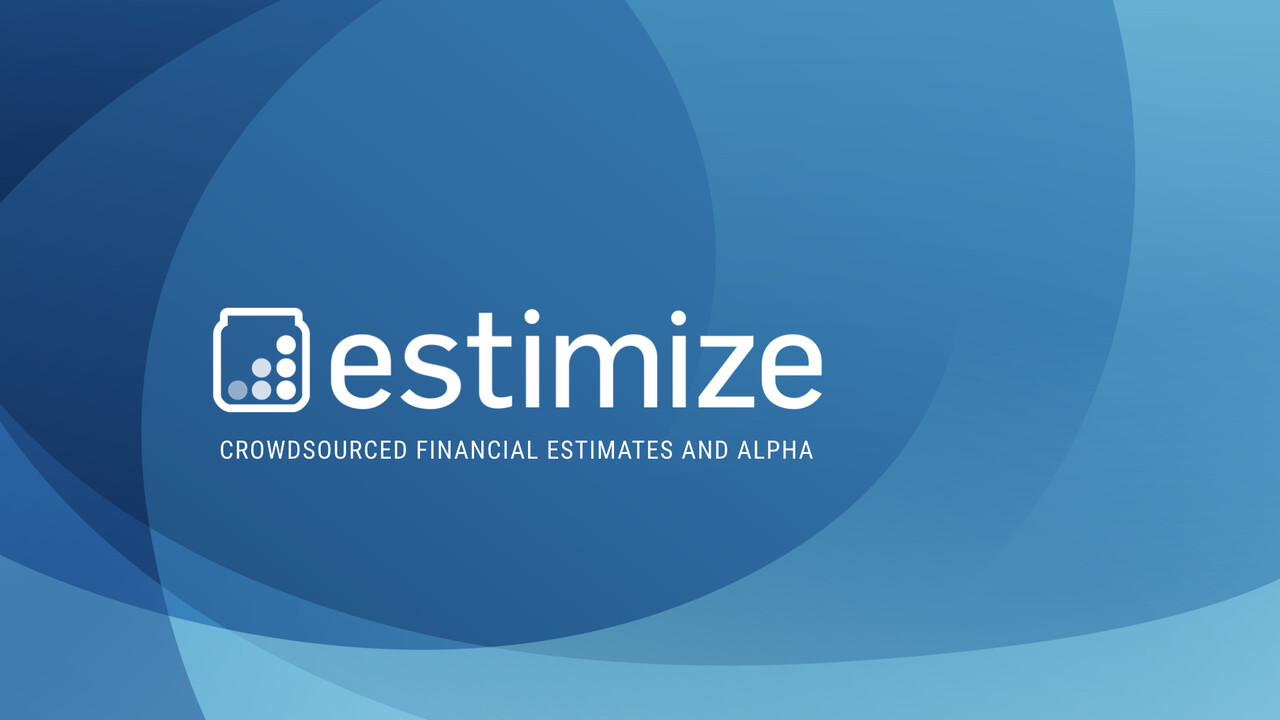 estimize
CROWDSOURCED FINANCIAL ESTIMATES AND ALPHA